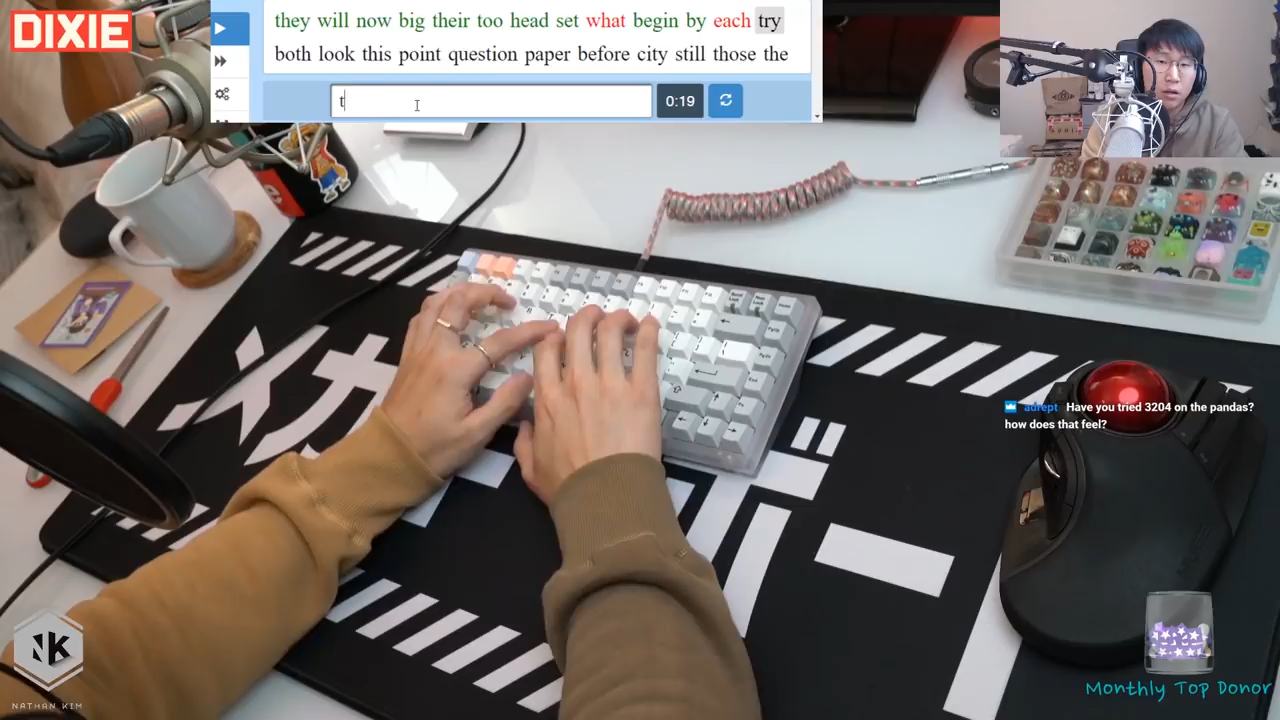 DIXIE
they will now big their too head set what begin by each try
both look this point question paper before city still those the
t
0:19
adrept Have you tried 3204 on the pandas?
how does that feel?
NK
NATHAN KIM
Monthly Top Donor